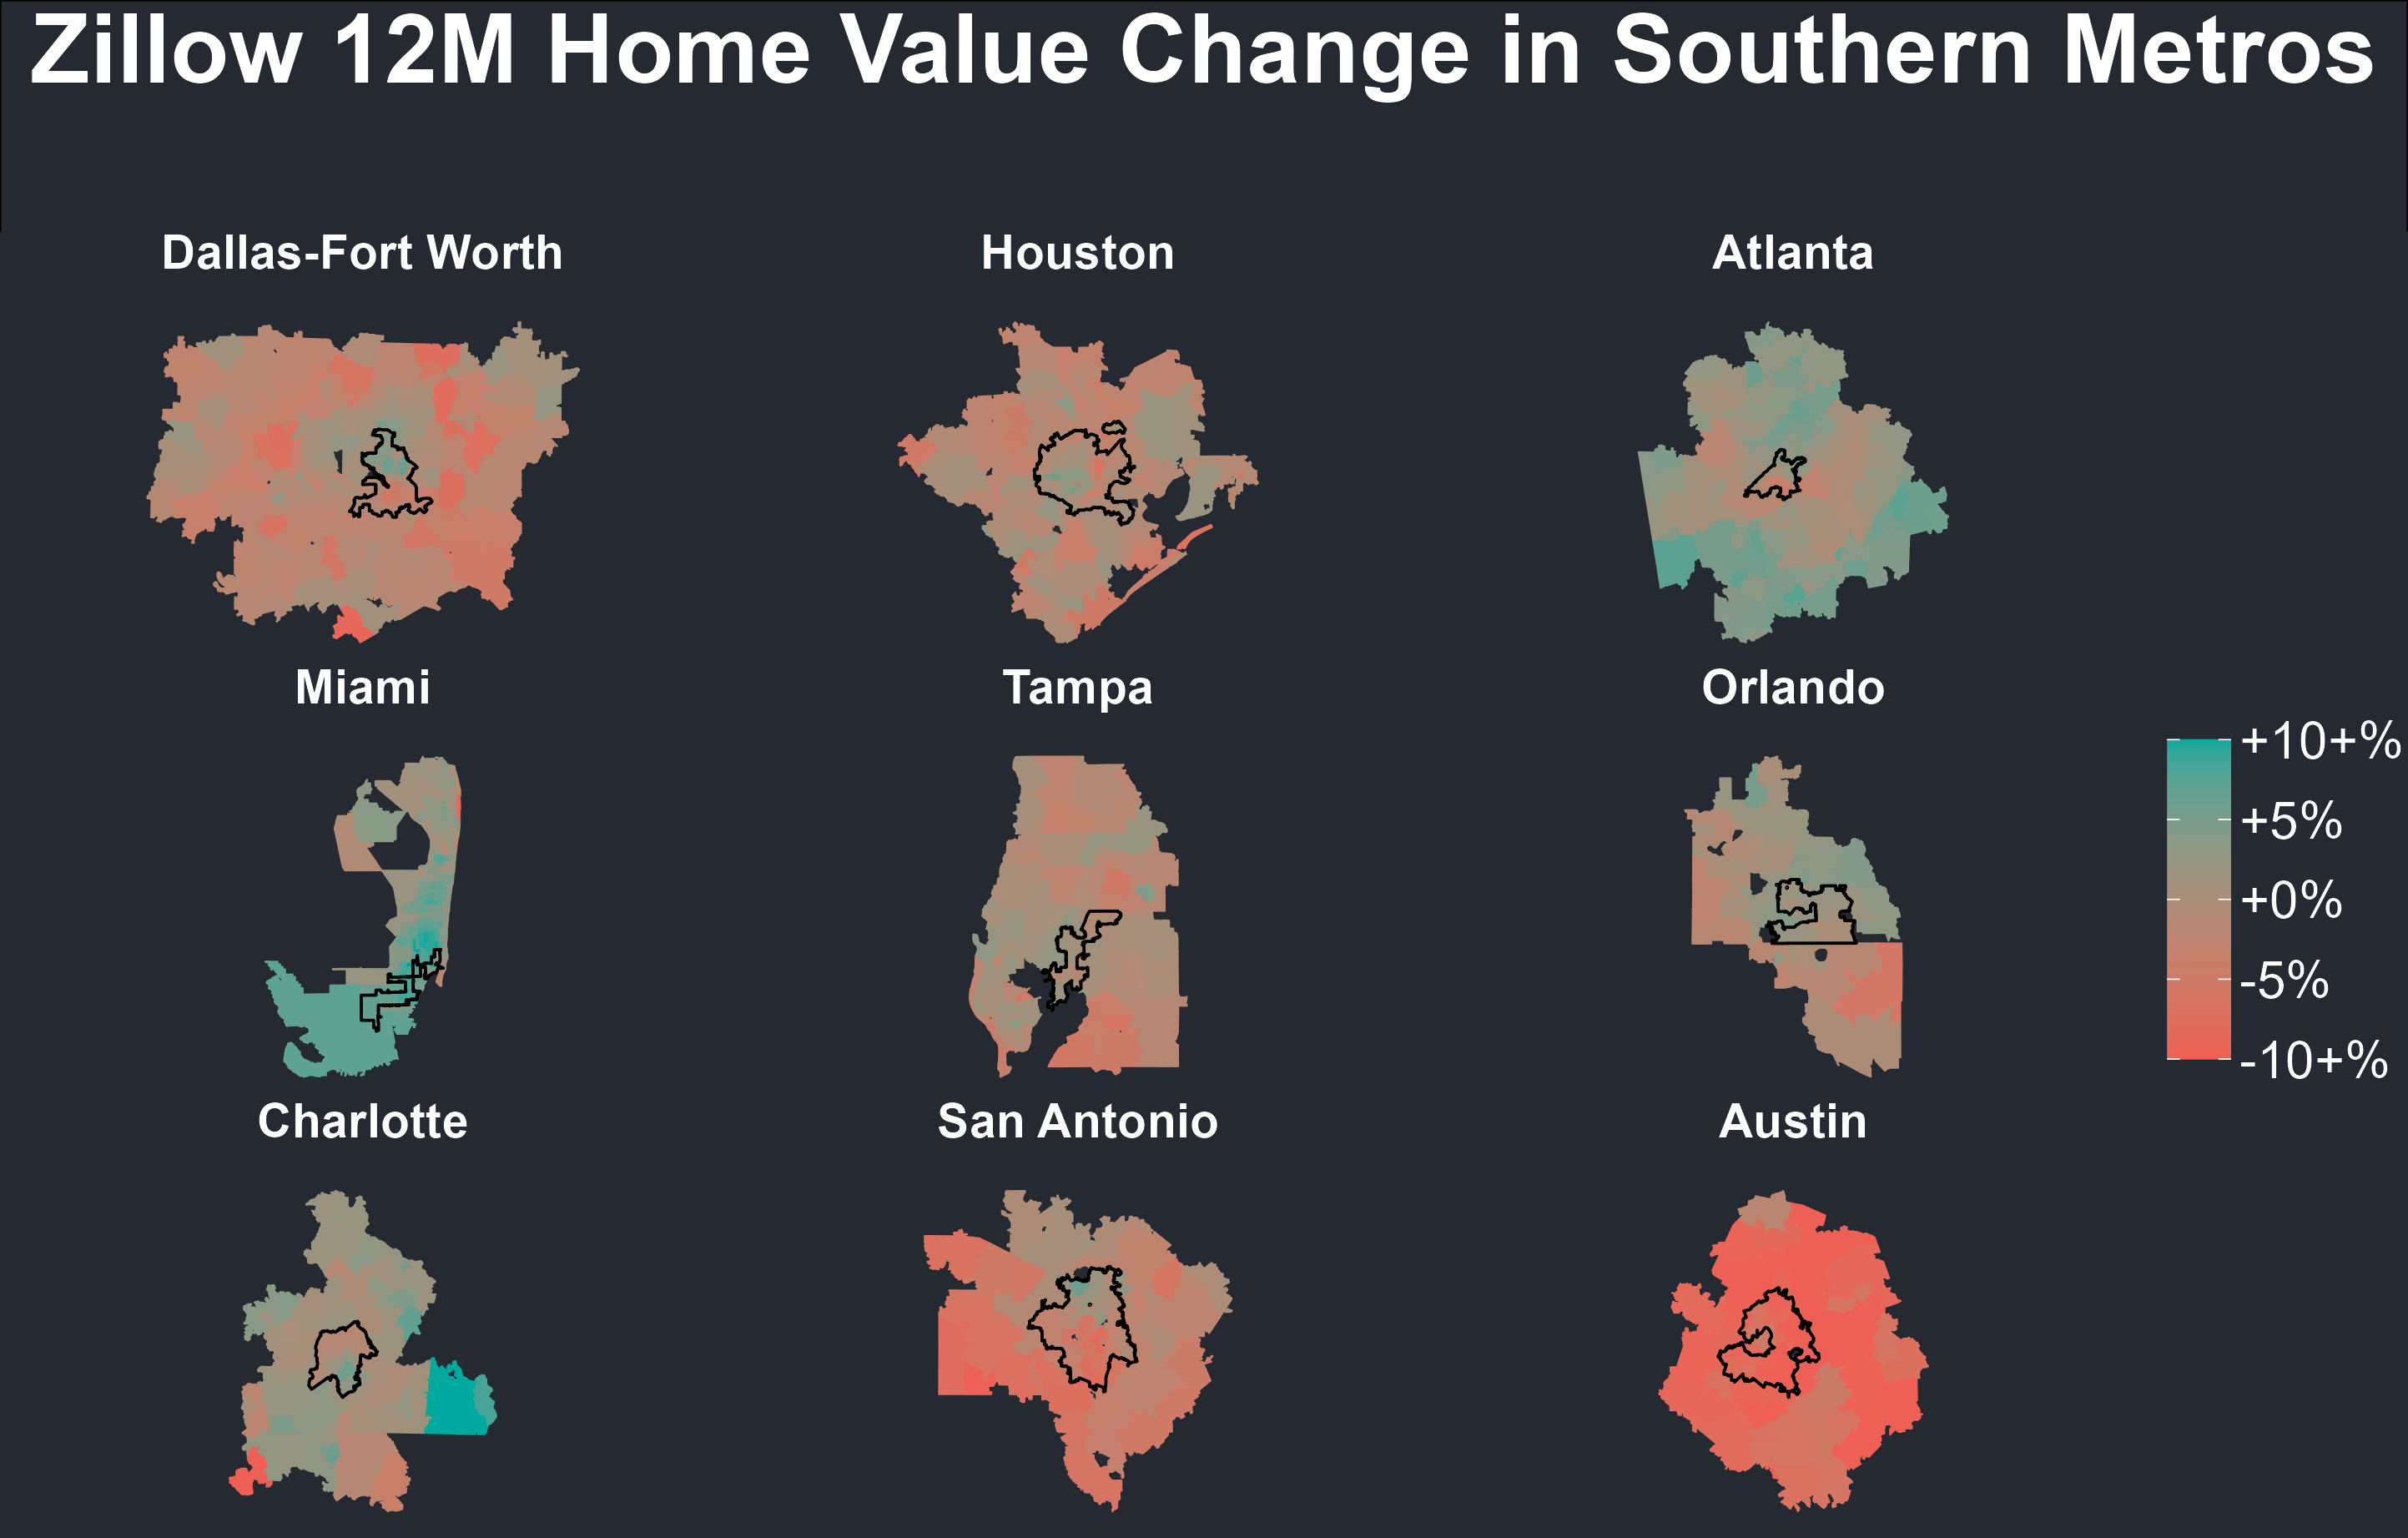 Zillow 12M Home Value Change in Southern Metros
Dallas-Fort Worth
Houston
Atlanta
Miami
Tampa
Orlando
+10+%
+5%
+0%
-5%
-10+%
Charlotte
San Antonio
Austin